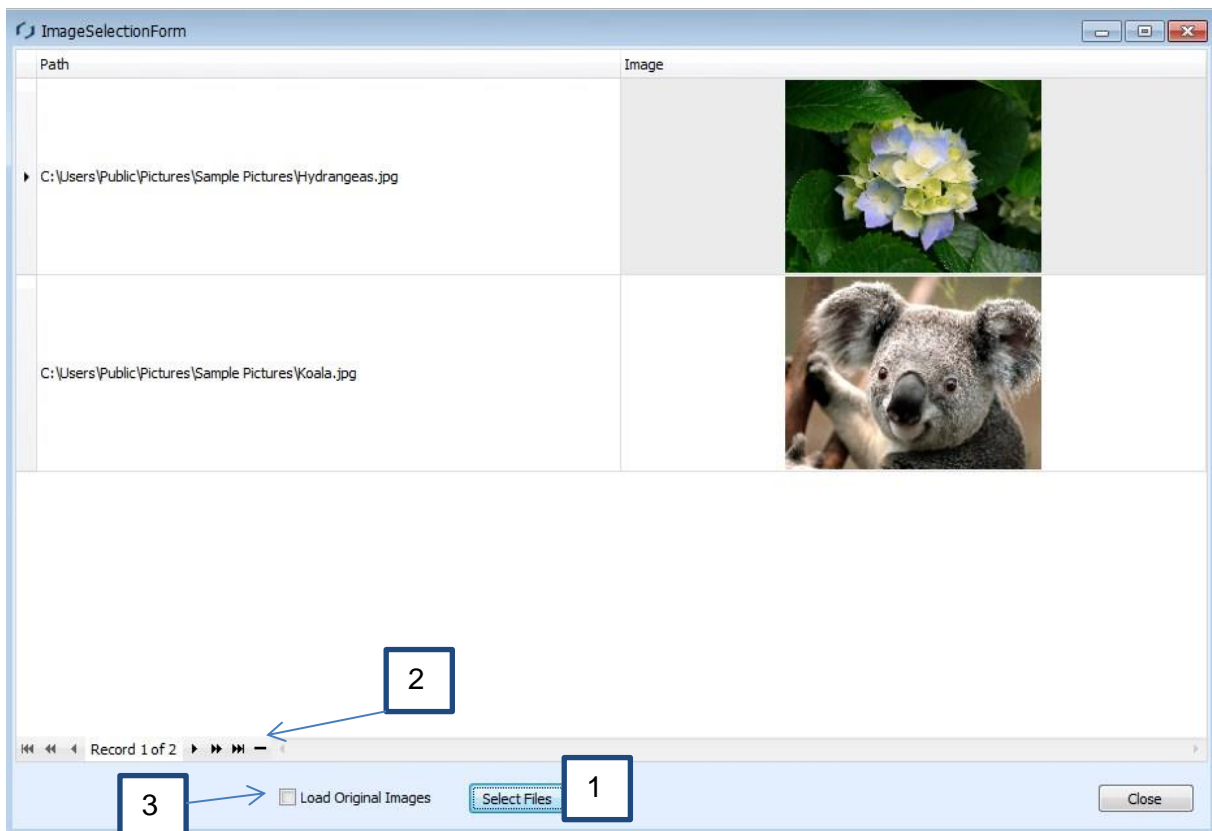 ImageSelectionForm
Path Image
C:\Users\Public\Pictures\Sample Pictures\Hydrangeas.jpg
C:\Users\Public\Pictures\Sample Pictures\Koala.jpg
2
Record 1 of 2
3 Load Original Images Select Files 1 Close